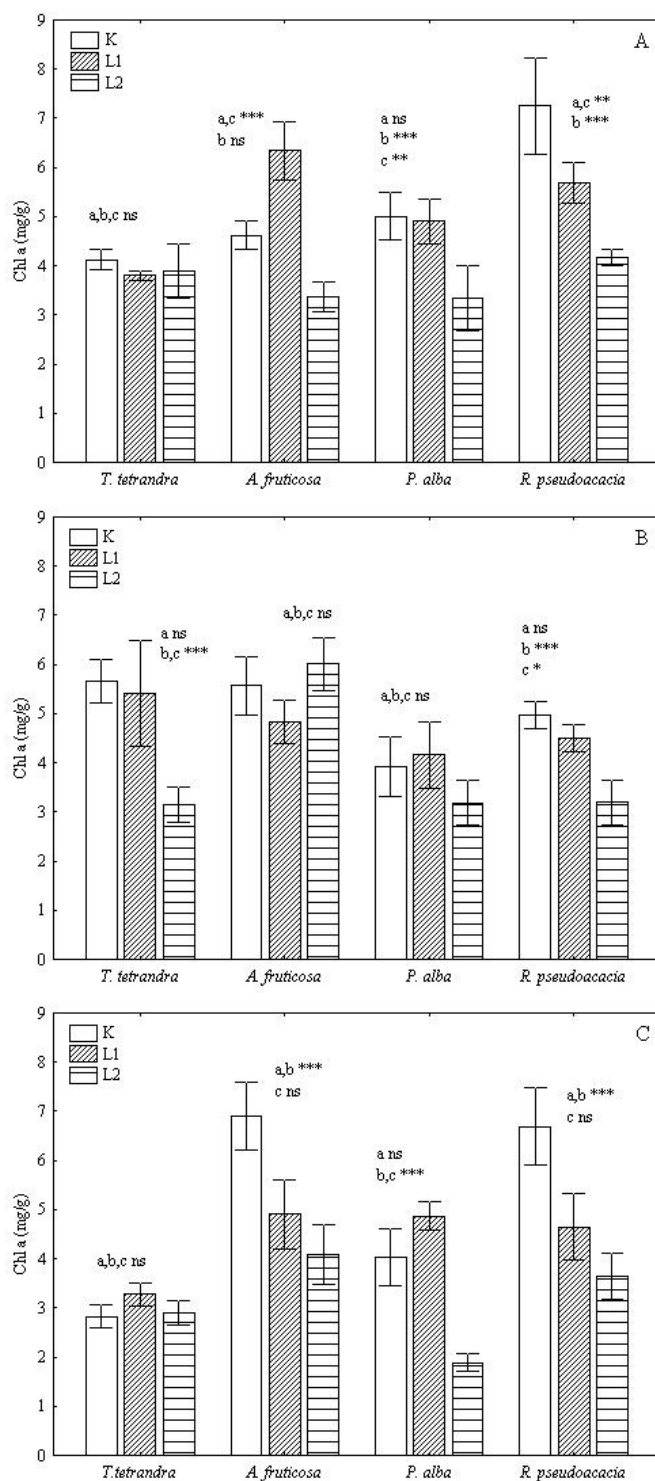 A
K
L1
L2
a,b,c ns
a,c ***
b ns
a ns
b ***
c **
a,c **
b ***
Chl a (mg/g)
9
8
7
6
5
4
3
2
1
0
T. tetrandra A. fruticosa P. alba R. pseudoacacia
B
K
L1
L2
a ns
b,c ***
a,b,c ns
a,b,c ns
a ns
b ***
c *
Chl a (mg/g)
9
8
7
6
5
4
3
2
1
0
T. tetrandra A. fruticosa P. alba R. pseudoacacia
C
K
L1
L2
a,b,c ns
a,b ***
c ns
a ns
b,c ***
a,b ***
c ns
Chl a (mg/g)
9
8
7
6
5
4
3
2
1
0
T.tetrandra A. fruticosa P. alba R. pseudoacacia